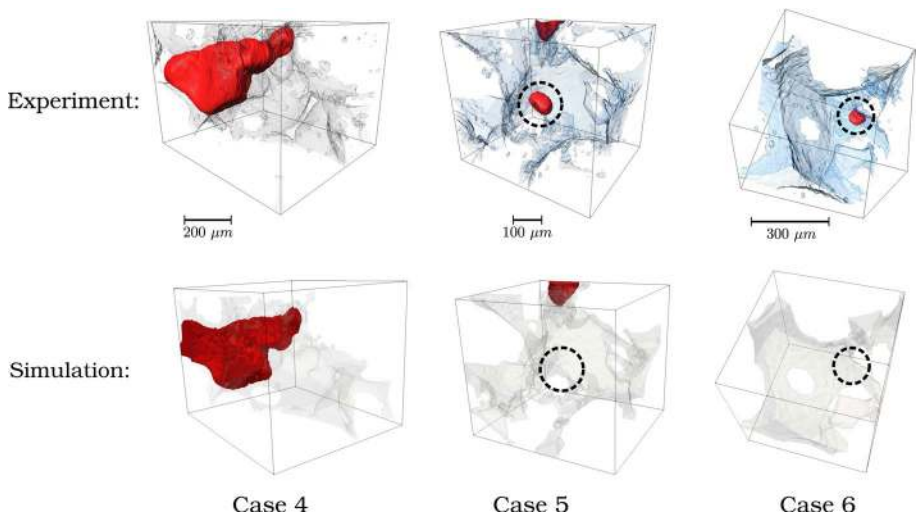 Experiment:
200 μm
100 μm
300 μm
Simulation:
Case 4
Case 5
Case 6